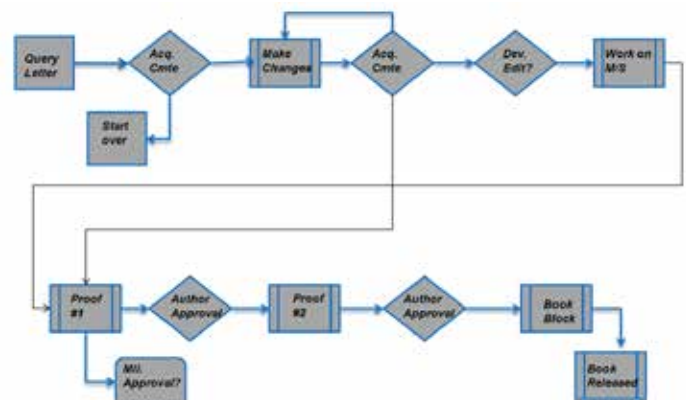 Query
Letter
Acq.
Cmte
Make
Changes
Acq.
Cmte
Dev.
Edit?
Work on
M/S
Start
over
Proof
#1
Author
Approval
Proof
#2
Author
Approval
Book
Block
Mil.
Approval?
Book
Released